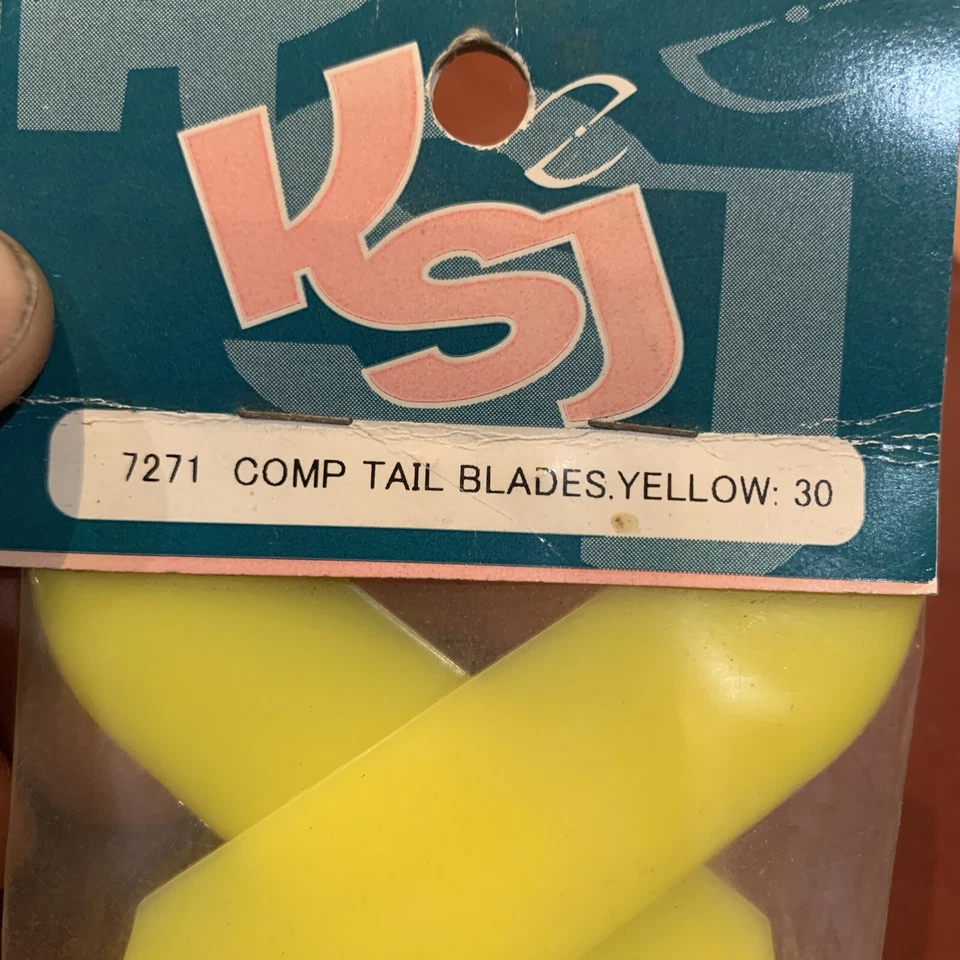 KSJ
7271 COMP TAIL BLADES.YELLOW: 30